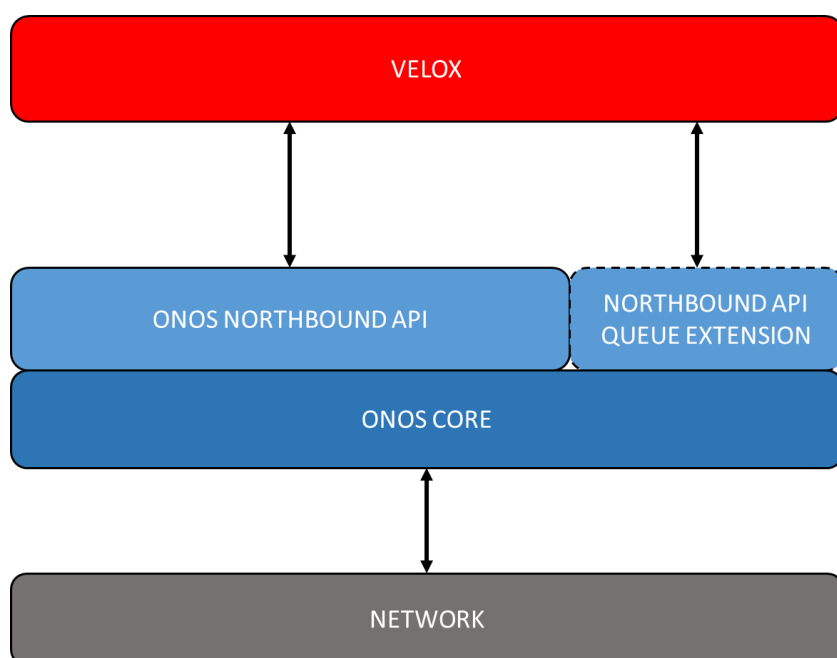 VELOX
ONOS NORTHBOUND API
NORTHBOUND API
QUEUE EXTENSION
ONOS CORE
NETWORK